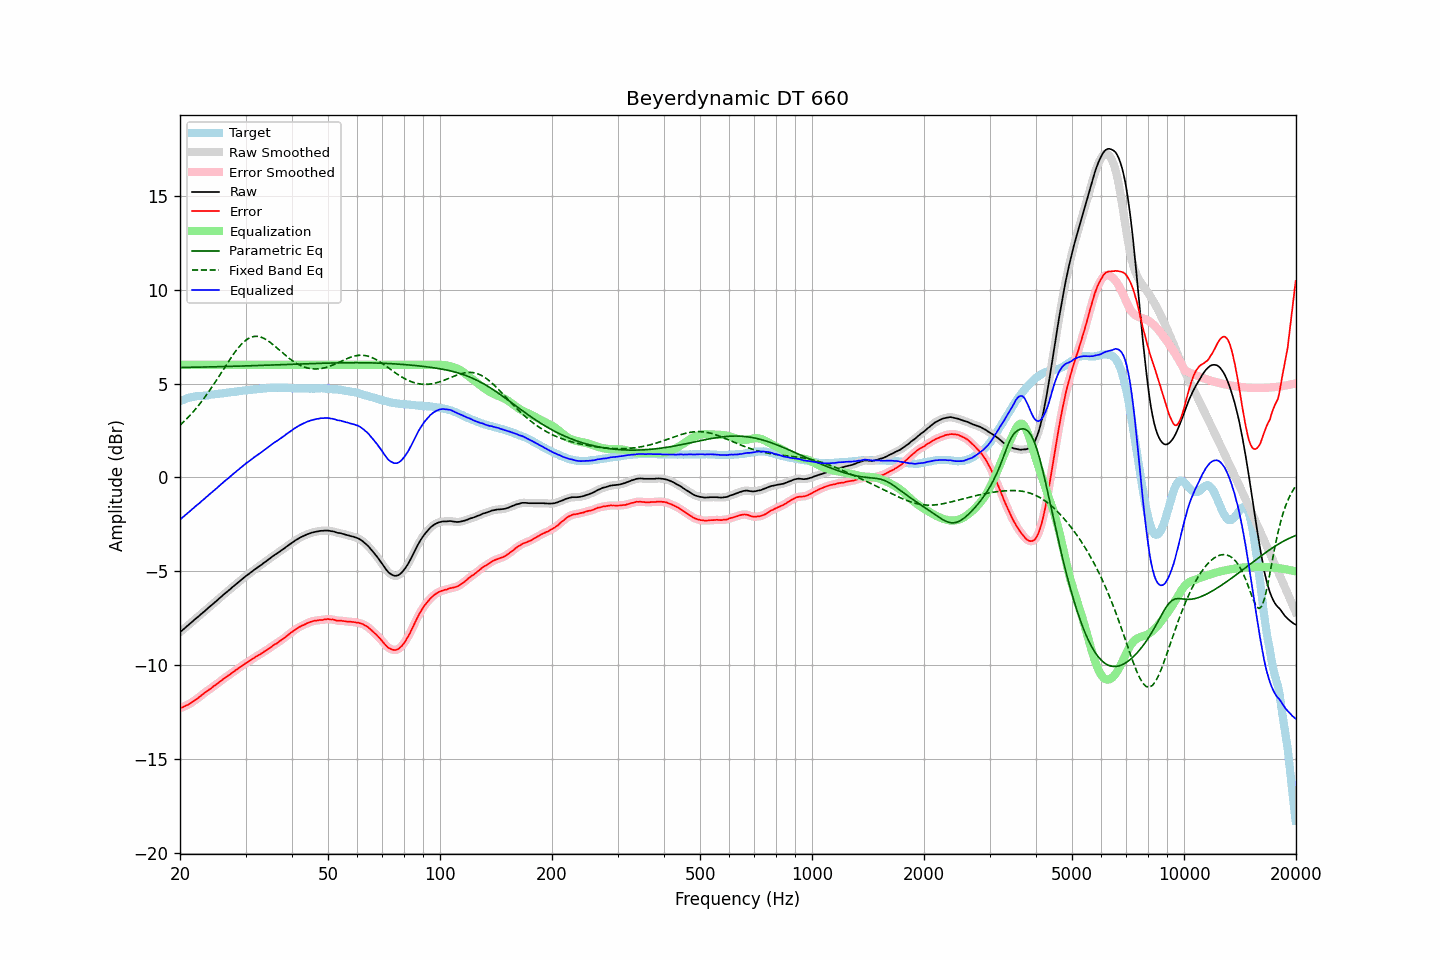 Beyerdynamic DT 660
Target
Raw Smoothed
Error Smoothed
Raw
Error
Equalization
Parametric Eq
Fixed Band Eq
Equalized
Amplitude (dBr)
15
10
5
0
−5
−10
−15
−20
20
50
100
200
500
1000
2000
5000
10000
20000
Frequency (Hz)